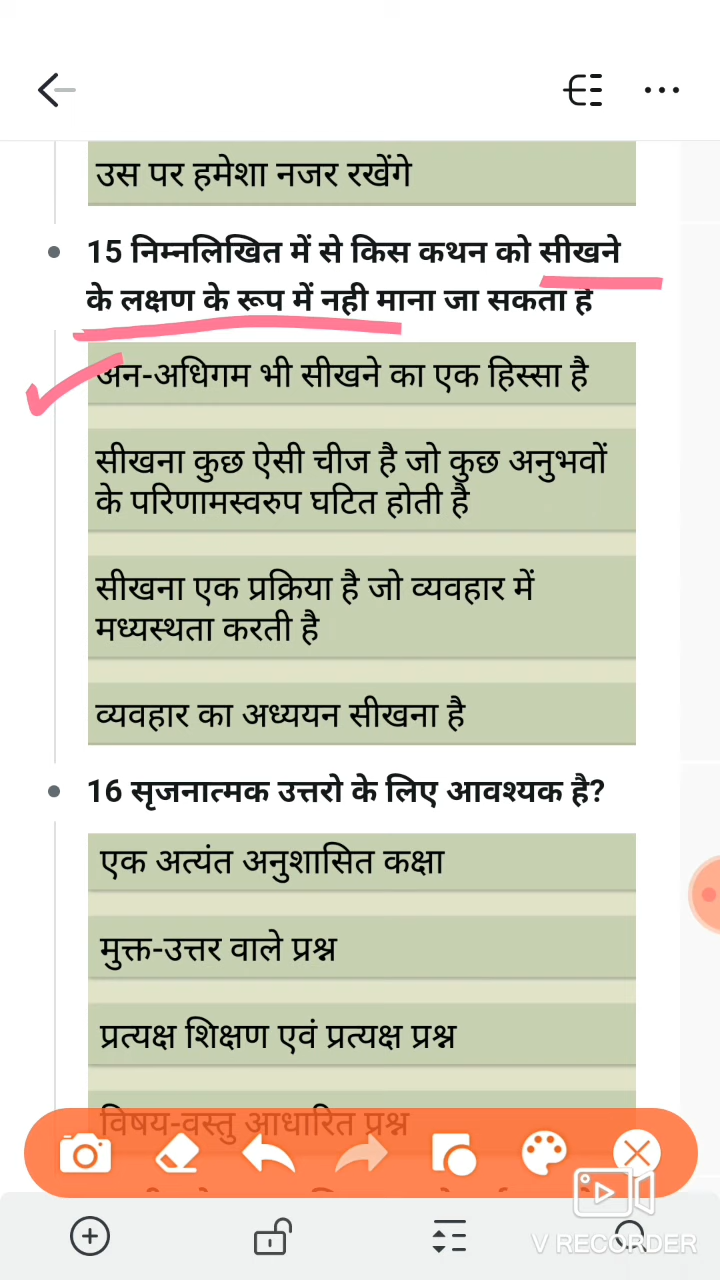 उस पर हमेशा नजर रखेंगे
15 निम्नलिखित में से किस कथन को सीखने
के लक्षण के रूप में नही माना जा सकता है
अन-अधिगम भी सीखने का एक हिस्सा है
सीखना कुछ ऐसी चीज है जो कुछ अनुभवों
के परिणामस्वरुप घटित होती है
सीखना एक प्रक्रिया है जो व्यवहार में
मध्यस्थता करती है
व्यवहार का अध्ययन सीखना है
16 सृजनात्मक उत्तरो के लिए आवश्यक है?
एक अत्यंत अनुशासित कक्षा
मुक्त-उत्तर वाले प्रश्न
प्रत्यक्ष शिक्षण एवं प्रत्यक्ष प्रश्न
विषय-वस्तु आधारित प्रश्न
V RECORDER